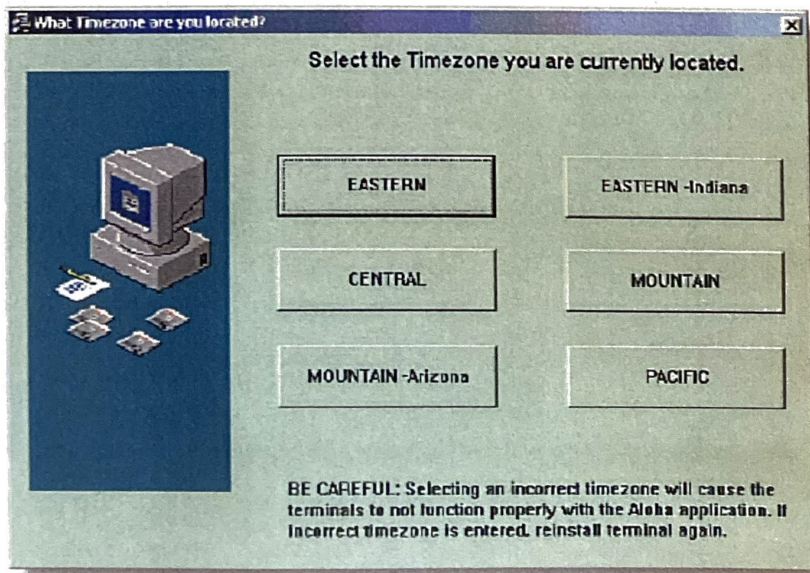 What Timezone are you located?
Select the Timezone you are currently located.
EASTERN
EASTERN -Indiana
CENTRAL
MOUNTAIN
MOUNTAIN -Arizona
PACIFIC
BE CAREFUL: Selecting an incorrect timezone will cause the
terminals to not function properly with the Aloha application. If
incorrect timezone is entered, reinstall terminal again.